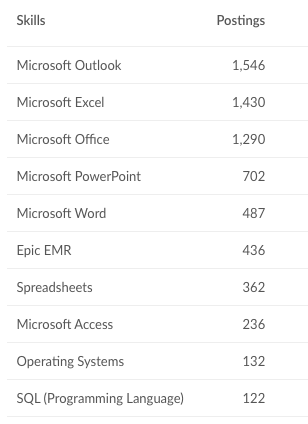 Skills Postings
Microsoft Outlook 1,546
Microsoft Excel 1,430
Microsoft Office 1,290
Microsoft PowerPoint 702
Microsoft Word 487
Epic EMR 436
Spreadsheets 362
Microsoft Access 236
Operating Systems 132
SQL (Programming Language) 122